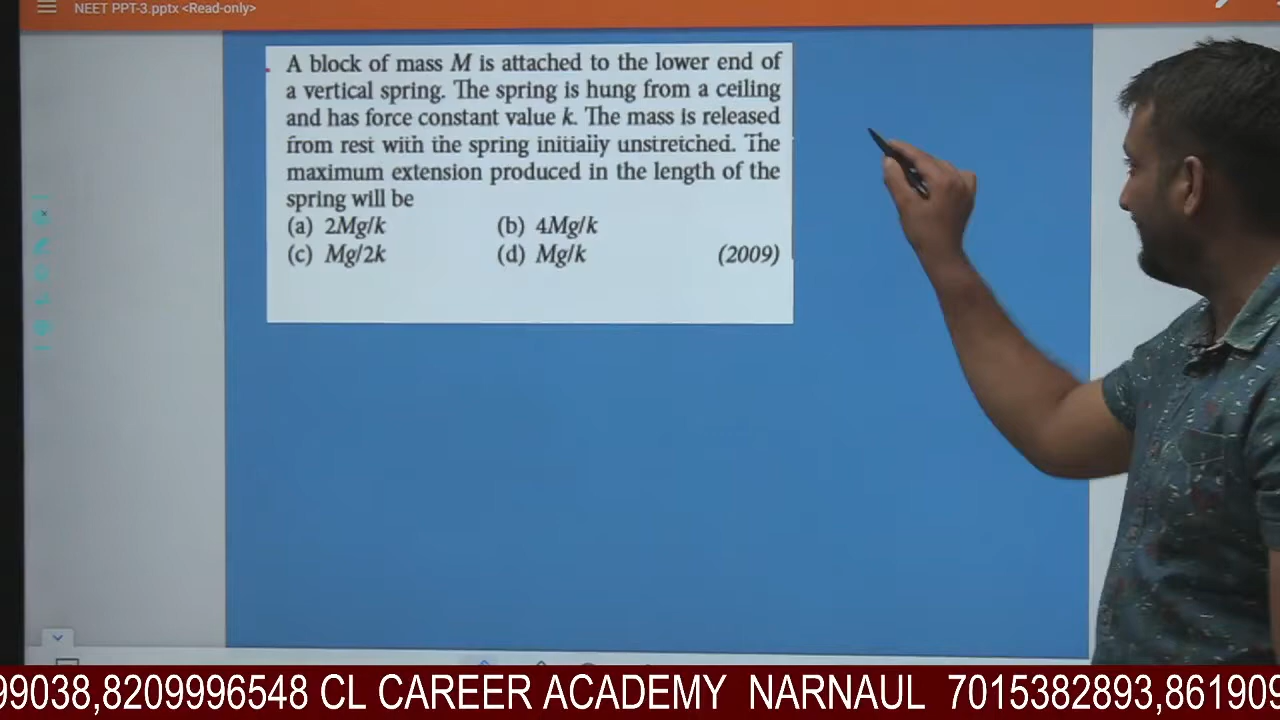 NEET PPT-3.pptx <Read-only>
A block of mass M is attached to the lower end of
a vertical spring. The spring is hung from a ceiling
and has force constant value k. The mass is released
from rest with the spring initially unstretched. The
maximum extension produced in the length of the
spring will be
(a) 2Mg/k (b) 4Mg/k
(c) Mg/2k (d) Mg/k (2009)
99038,8209996548 CL CAREER ACADEMY NARNAUL 7015382893,861909